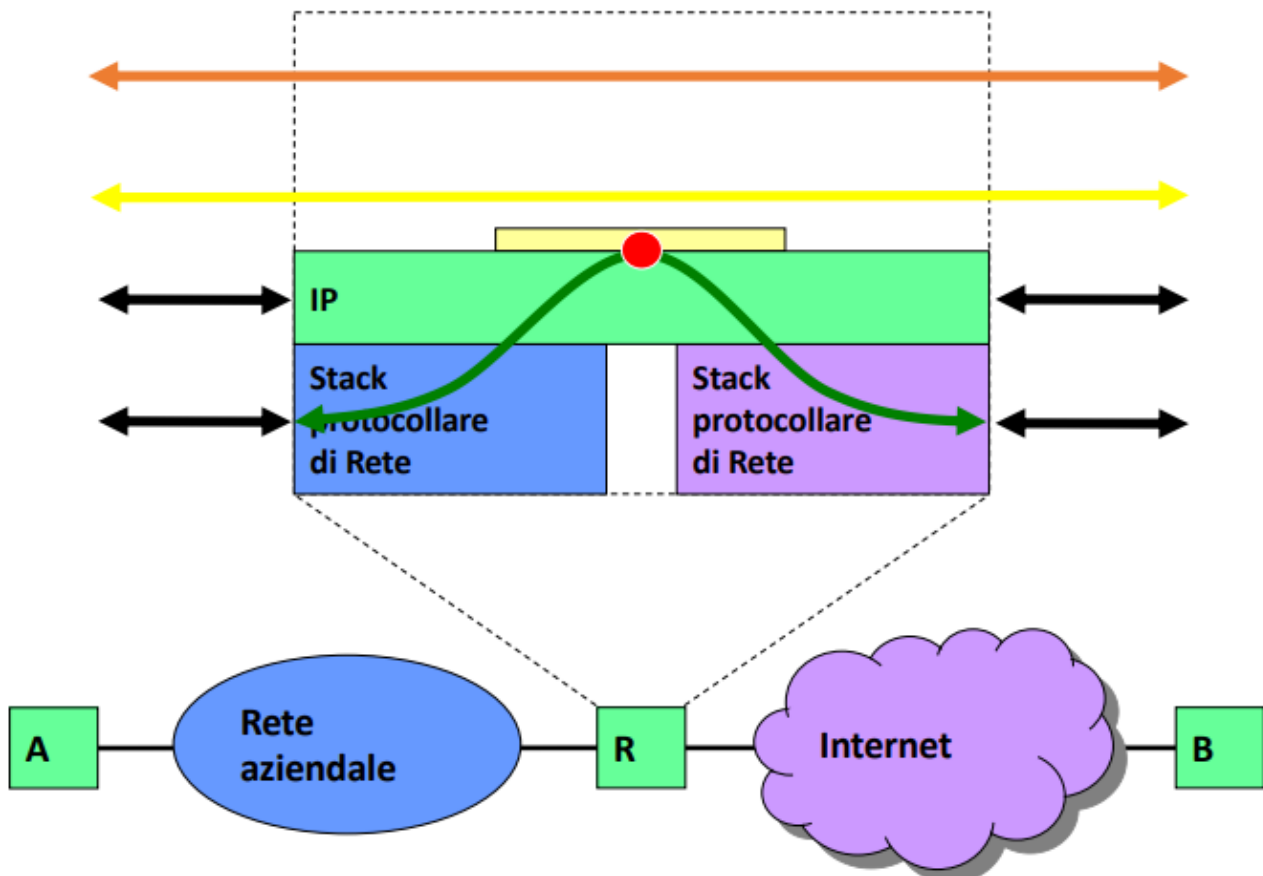 IP
Stack
protocollare
di Rete
Stack
protocollare
di Rete
A
Rete
aziendale
R
Internet
B